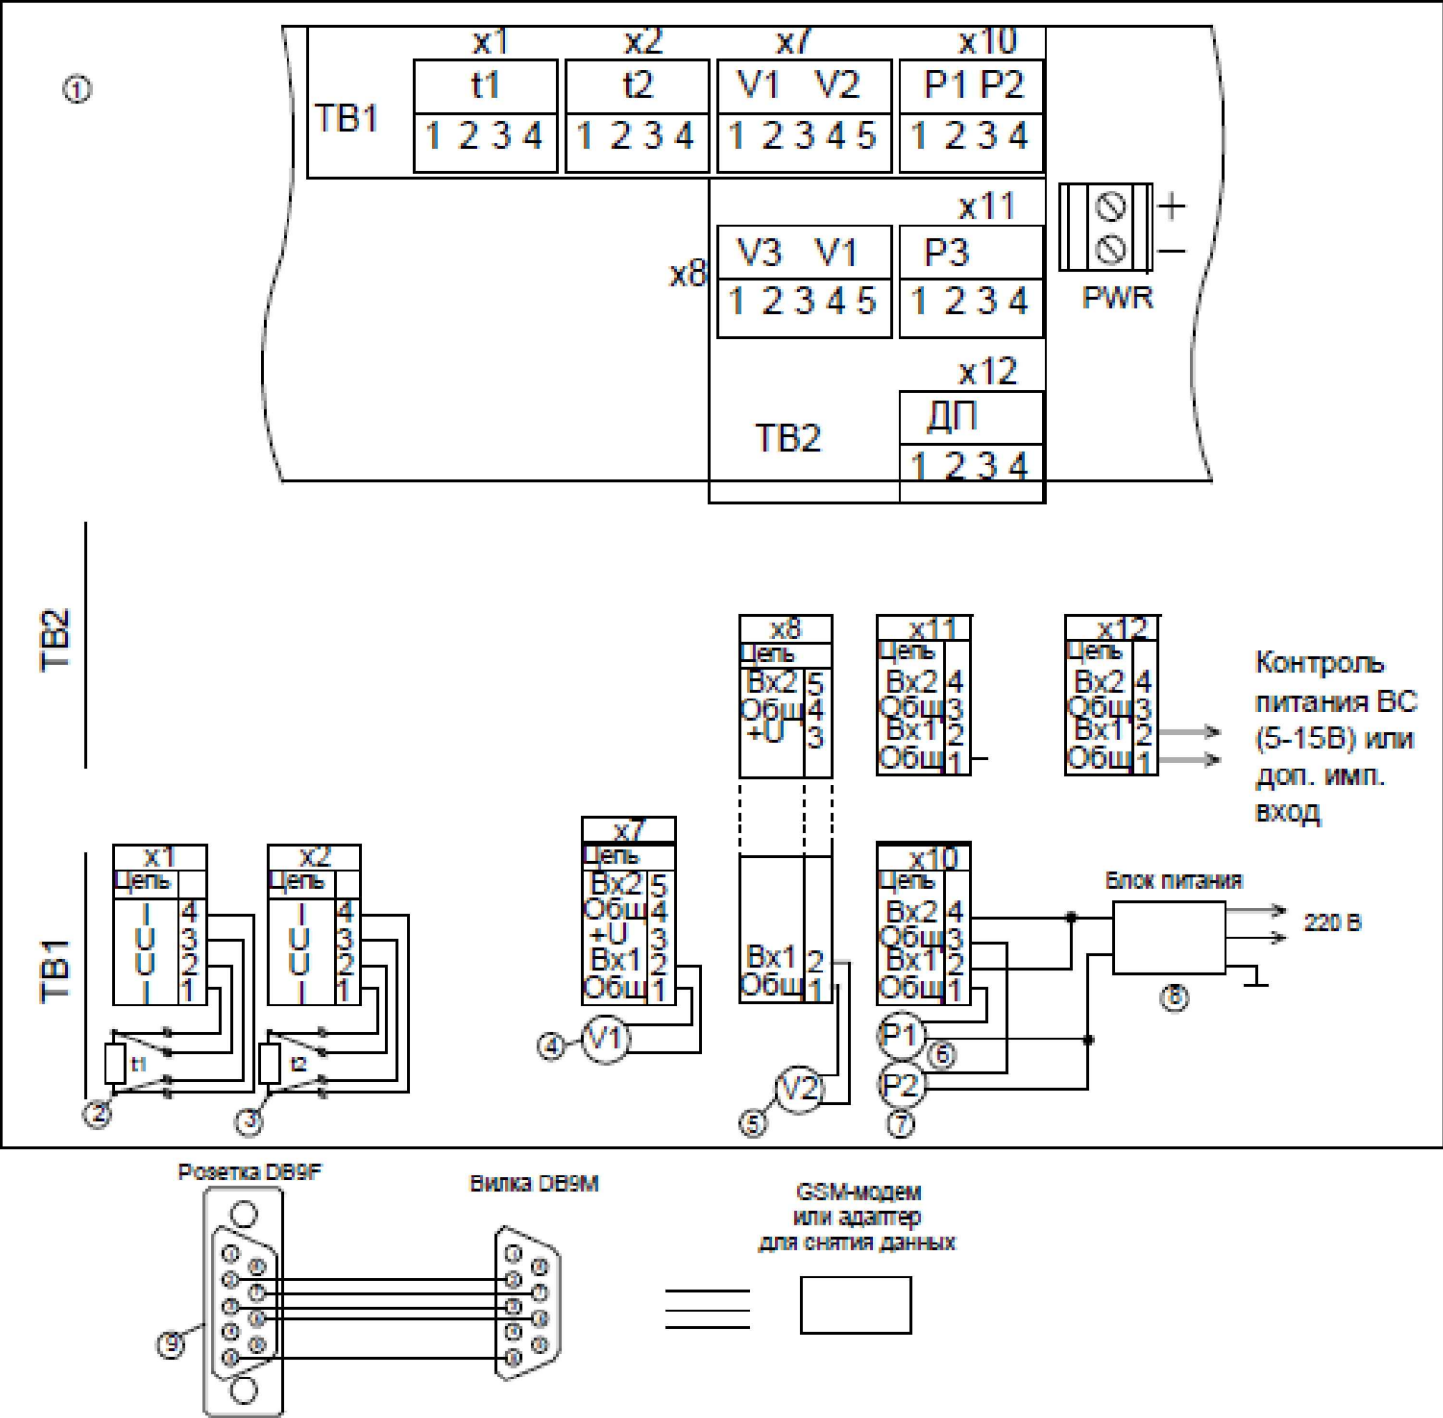 x1 x2 x7 x10
①
TB1
t1
1 2 3 4
t2
1 2 3 4
V1 V2
1 2 3 4 5
P1 P2
1 2 3 4
x11
x8
V3 V1
1 2 3 4 5
P3
1 2 3 4
+
−
PWR
x12
ДП
1 2 3 4
TB2
TB2
x8
Цепь
Вх2 5
Общ 4
+U 3
x11
Цепь
Вх2 4
Общ 3
Вх1 2
Общ 1
x12
Цепь
Вх2 4
Общ 3
Вх1 2
Общ 1
Контроль
питания ВС
(5-15В) или
доп. имп.
вход
TB1
x1
Цепь
I 4
U 3
U 2
I 1
t1
②
x2
Цепь
I 4
U 3
U 2
I 1
t2
③
x7
Цепь
Вх2 5
Общ 4
+U 3
Вх1 2
Общ 1
④ V1
Вх1 2
Общ 1
V2
⑤
x10
Цепь
Вх2 4
Общ 3
Вх1 2
Общ 1
P1
⑥
P2
⑦
Блок питания
220 В
⑧
Розетка DB9F
Вилка DB9M
GSM-модем
или адаптер
для снятия данных
⑨